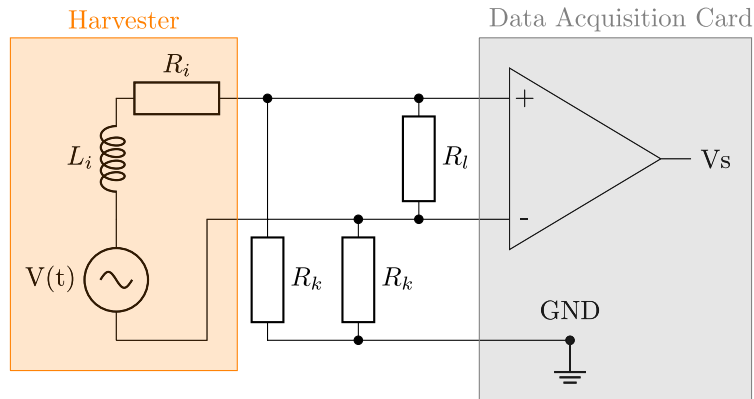 Harvester
Data Acquisition Card
R_i
+
L_i
R_l
Vs
-
V(t)
R_k
R_k
GND